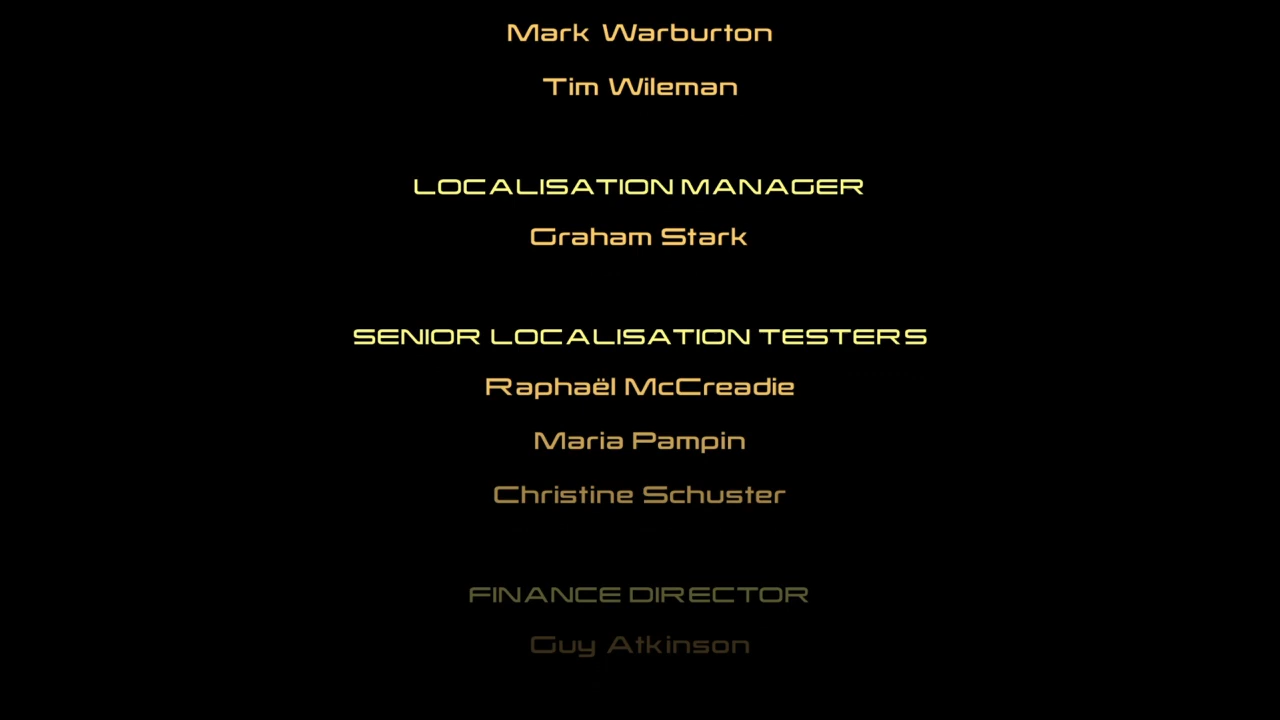 Mark Warburton
Tim Wileman
LOCALISATION MANAGER
Graham Stark
SENIOR LOCALISATION TESTERS
Raphaël McCreadie
Maria Pampin
Christine Schuster
FINANCE DIRECTOR
Guy Atkinson